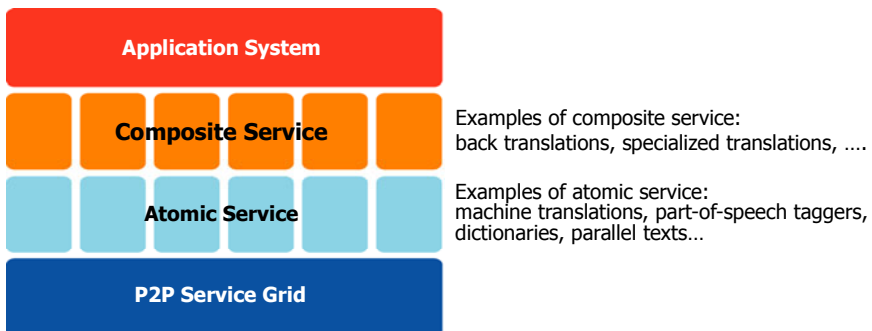 Application System
Composite Service
Examples of composite service:
back translations, specialized translations, ….
Atomic Service
Examples of atomic service:
machine translations, part-of-speech taggers,
dictionaries, parallel texts…
P2P Service Grid